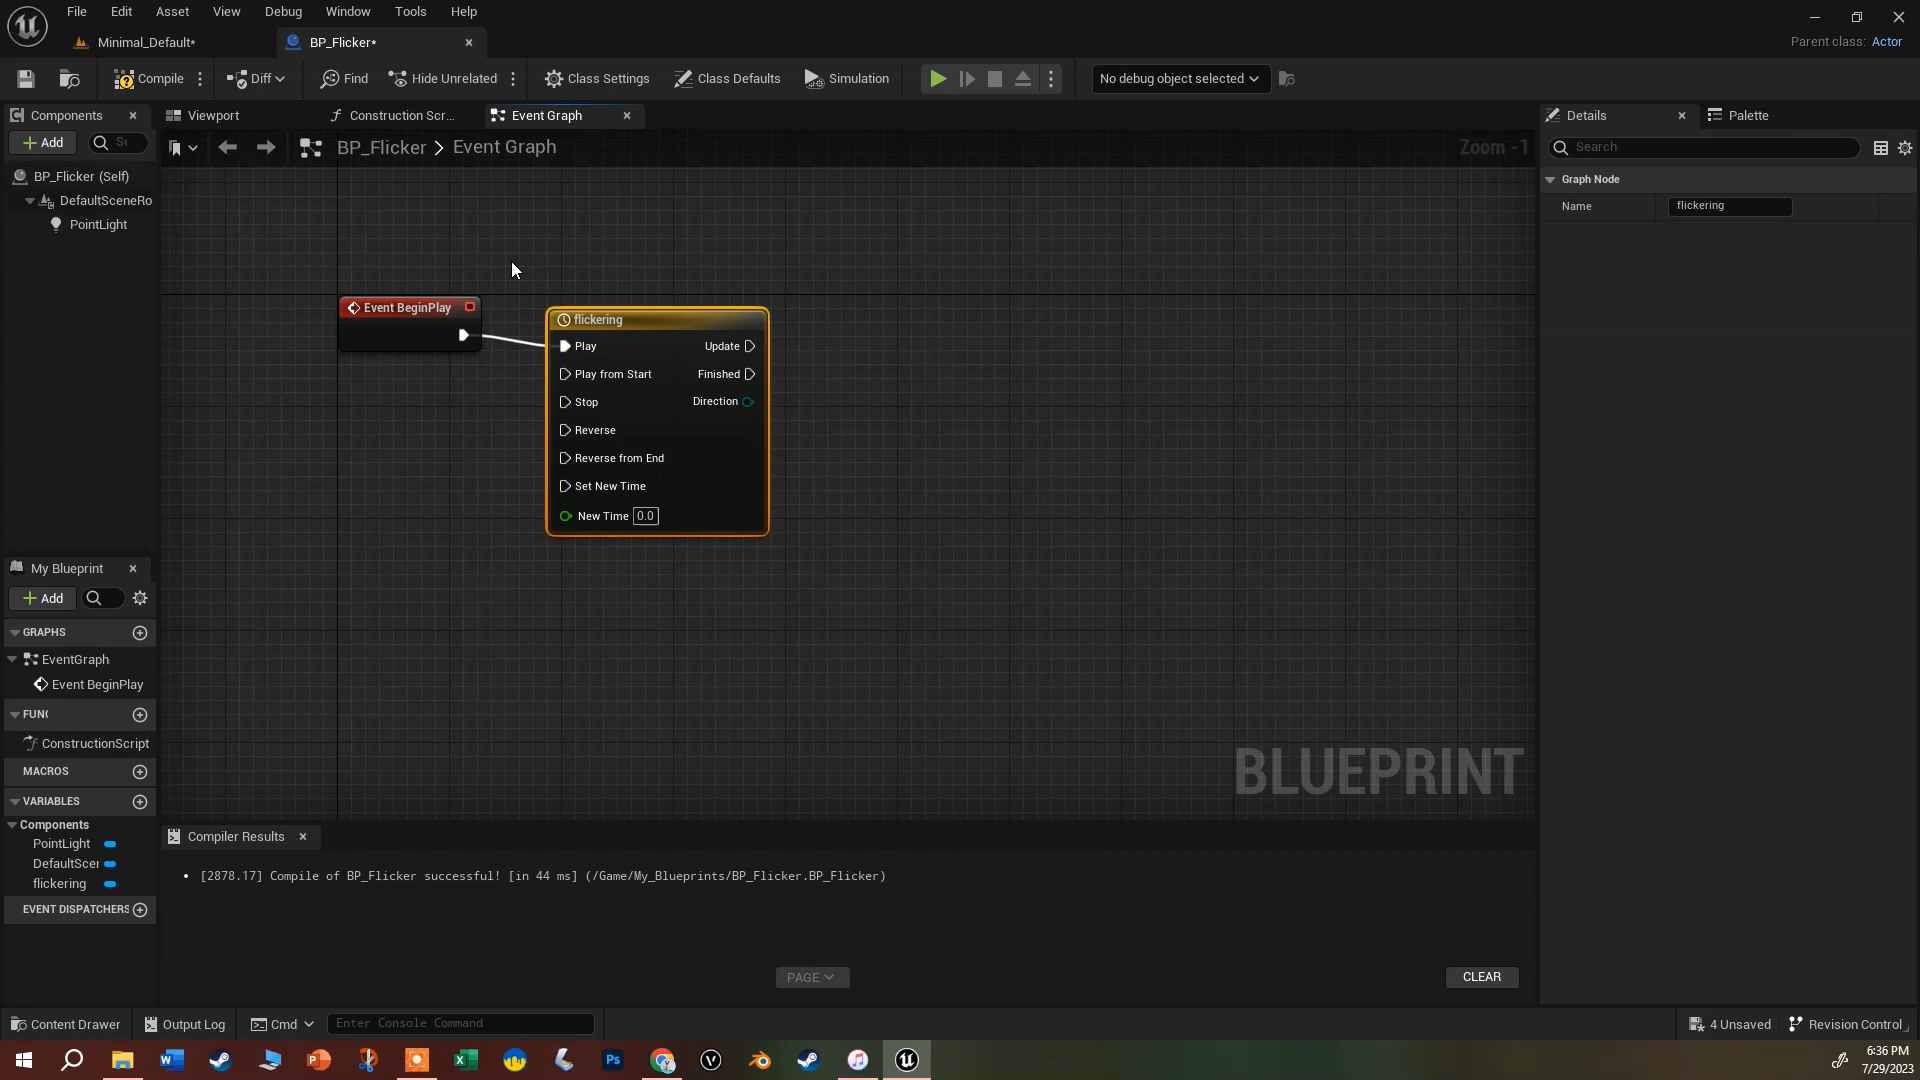 File Edit Asset View Debug Window Tools Help
Minimal_Default* BP_Flicker*
Parent class: Actor
Compile Diff Find Hide Unrelated Class Settings Class Defaults Simulation No debug object selected
Components Viewport Construction Scr... Event Graph Details Palette
Add BP_Flicker > Event Graph Zoom -1 Search
BP_Flicker (Self)
DefaultSceneRo
PointLight
Graph Node
Name flickering
Event BeginPlay
flickering
Play Update
Play from Start Finished
Stop Direction
Reverse
Reverse from End
Set New Time
New Time 0.0
My Blueprint
Add
GRAPHS
EventGraph
Event BeginPlay
FUNC
ConstructionScript
MACROS
VARIABLES
Components
PointLight
DefaultScer
flickering
EVENT DISPATCHERS
BLUEPRINT
Compiler Results
• [2878.17] Compile of BP_Flicker successful! [in 44 ms] (/Game/My_Blueprints/BP_Flicker.BP_Flicker)
PAGE CLEAR
Content Drawer Output Log Cmd Enter Console Command 4 Unsaved Revision Control
6:36 PM
7/29/2023